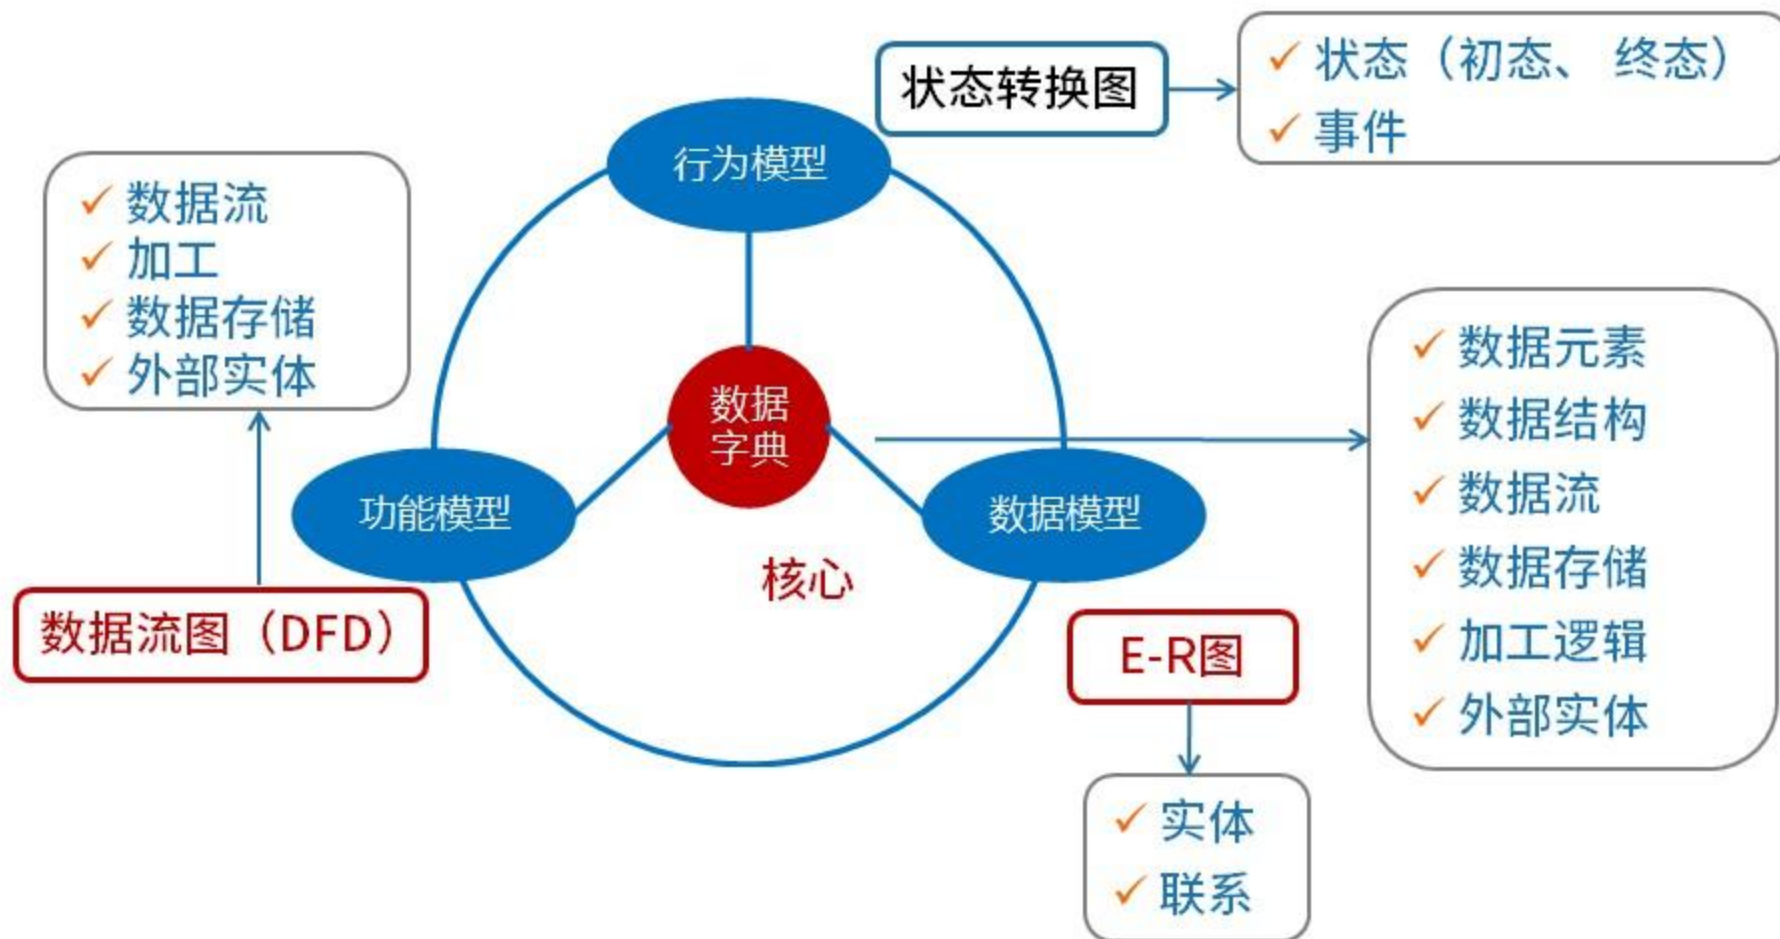 状态转换图
状态（初态、 终态）
事件
行为模型
数据流
加工
数据存储
外部实体
数据
字典
功能模型
数据模型
核心
数据流图（DFD）
E-R图
实体
联系
数据元素
数据结构
数据流
数据存储
加工逻辑
外部实体